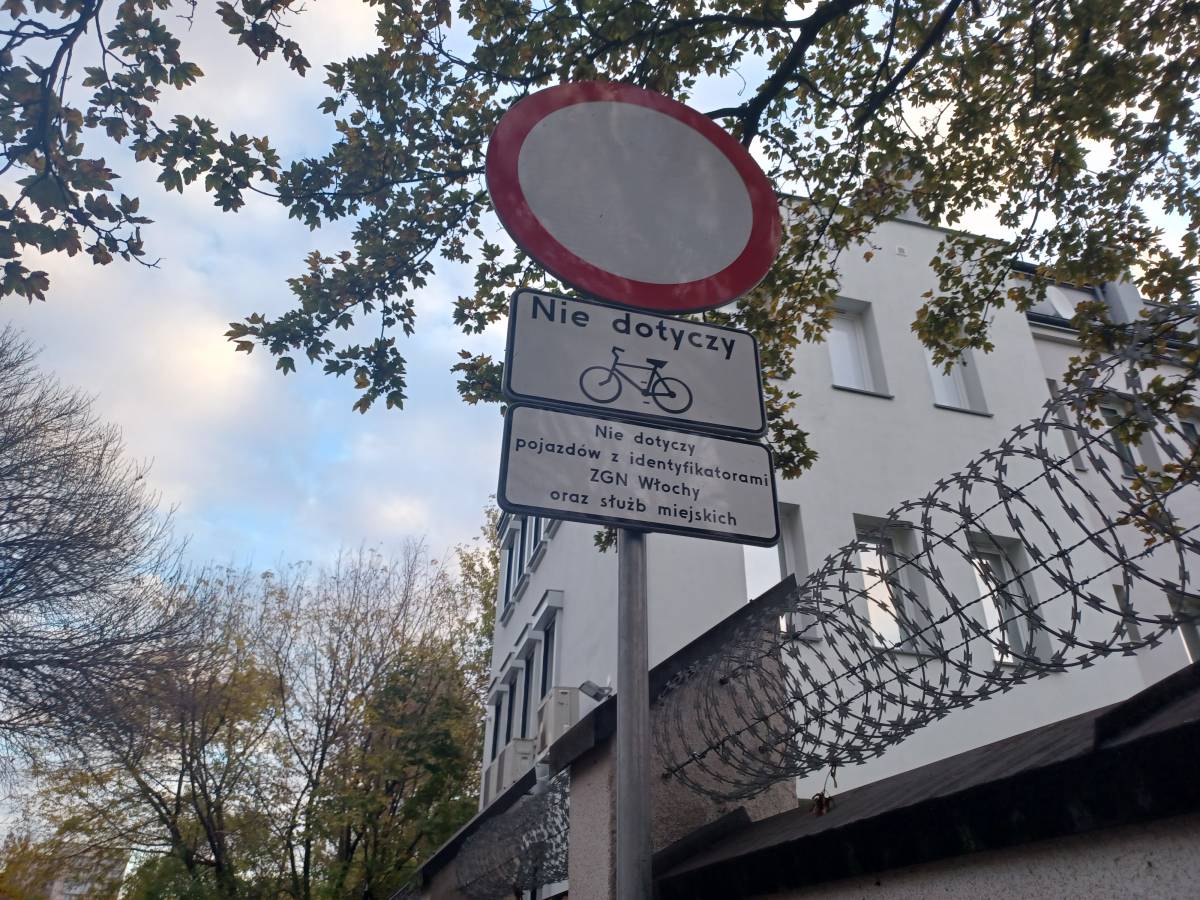 Nie dotyczy
Nie dotyczy
pojazdów z identyfikatorami
ZGN Włochy
oraz służb miejskich